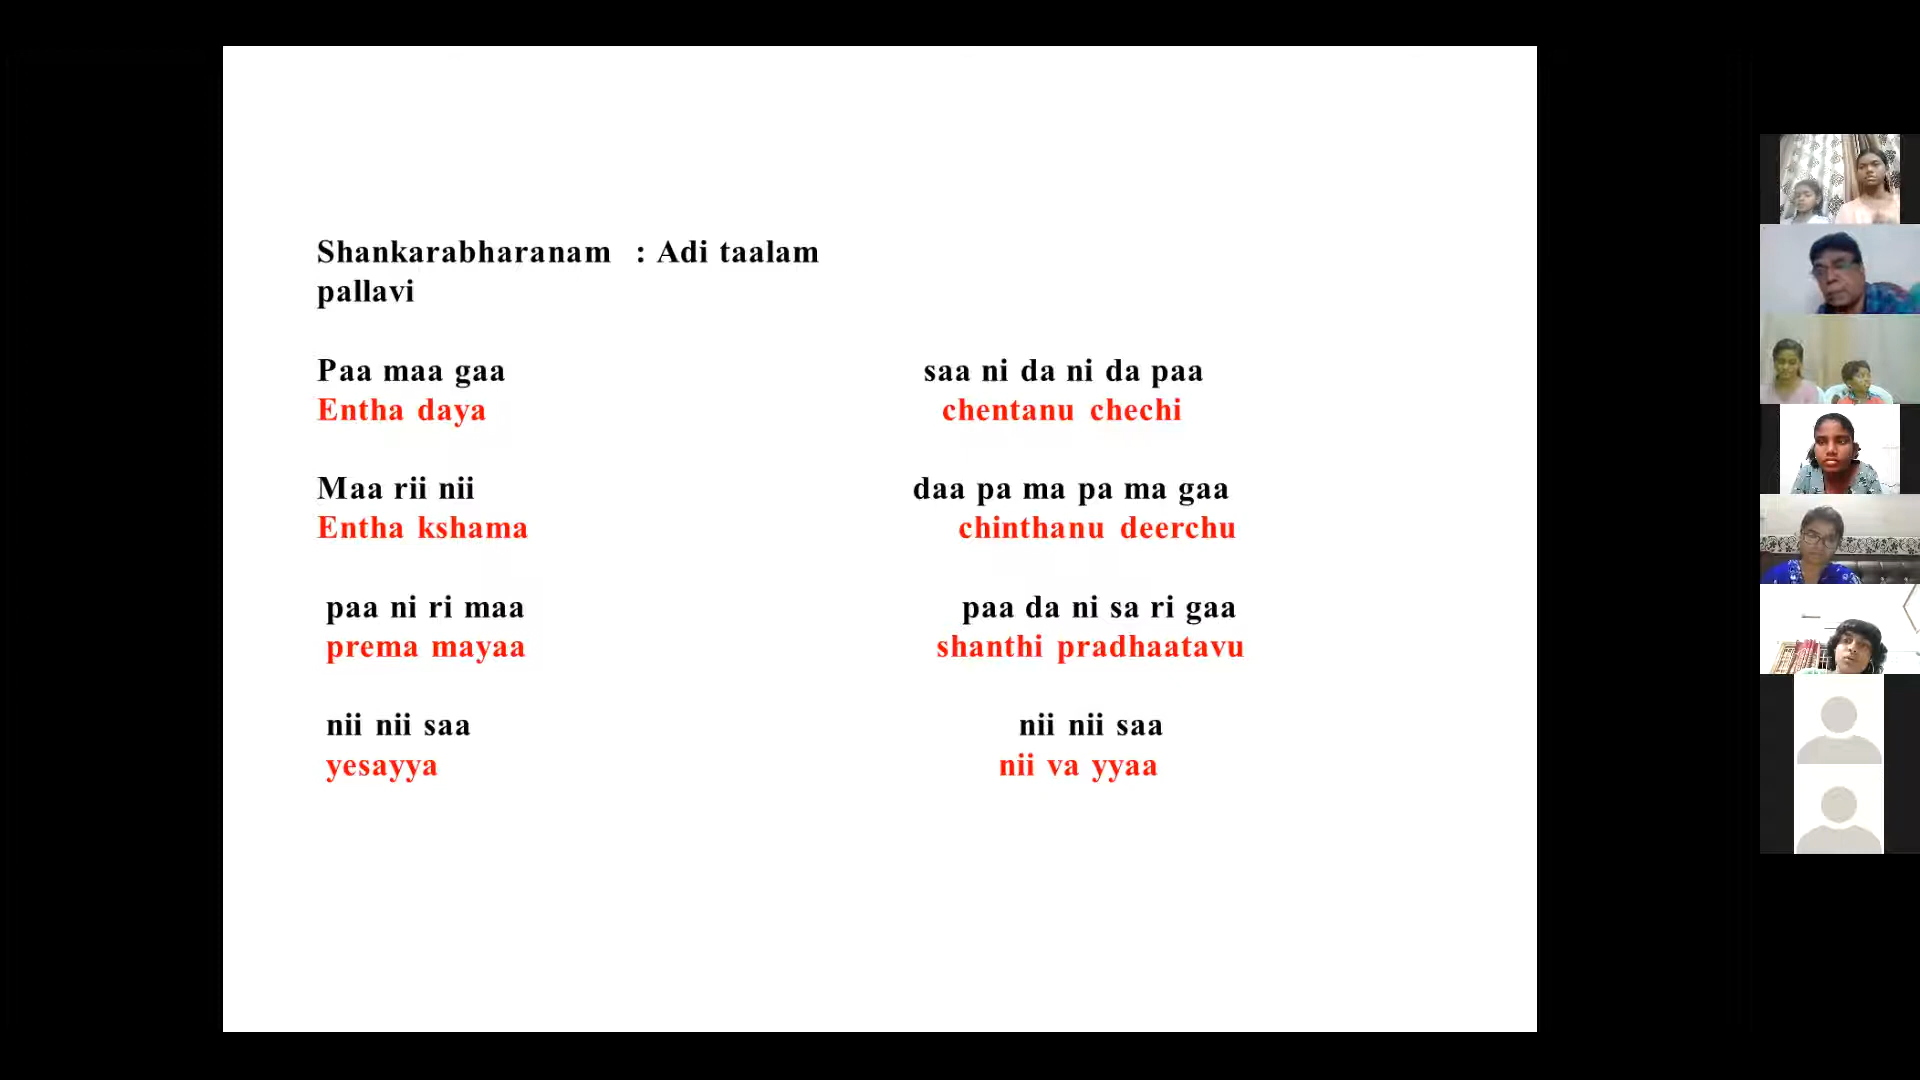 Shankarabharanam : Adi taalam
pallavi
Paa maa gaa saa ni da ni da paa
Entha daya chentanu chechi
Maa rii nii daa pa ma pa ma gaa
Entha kshama chinthanu deerchu
paa ni ri maa paa da ni sa ri gaa
prema mayaa shanthi pradhaatavu
nii nii saa nii nii saa
yesayya nii va yyaa